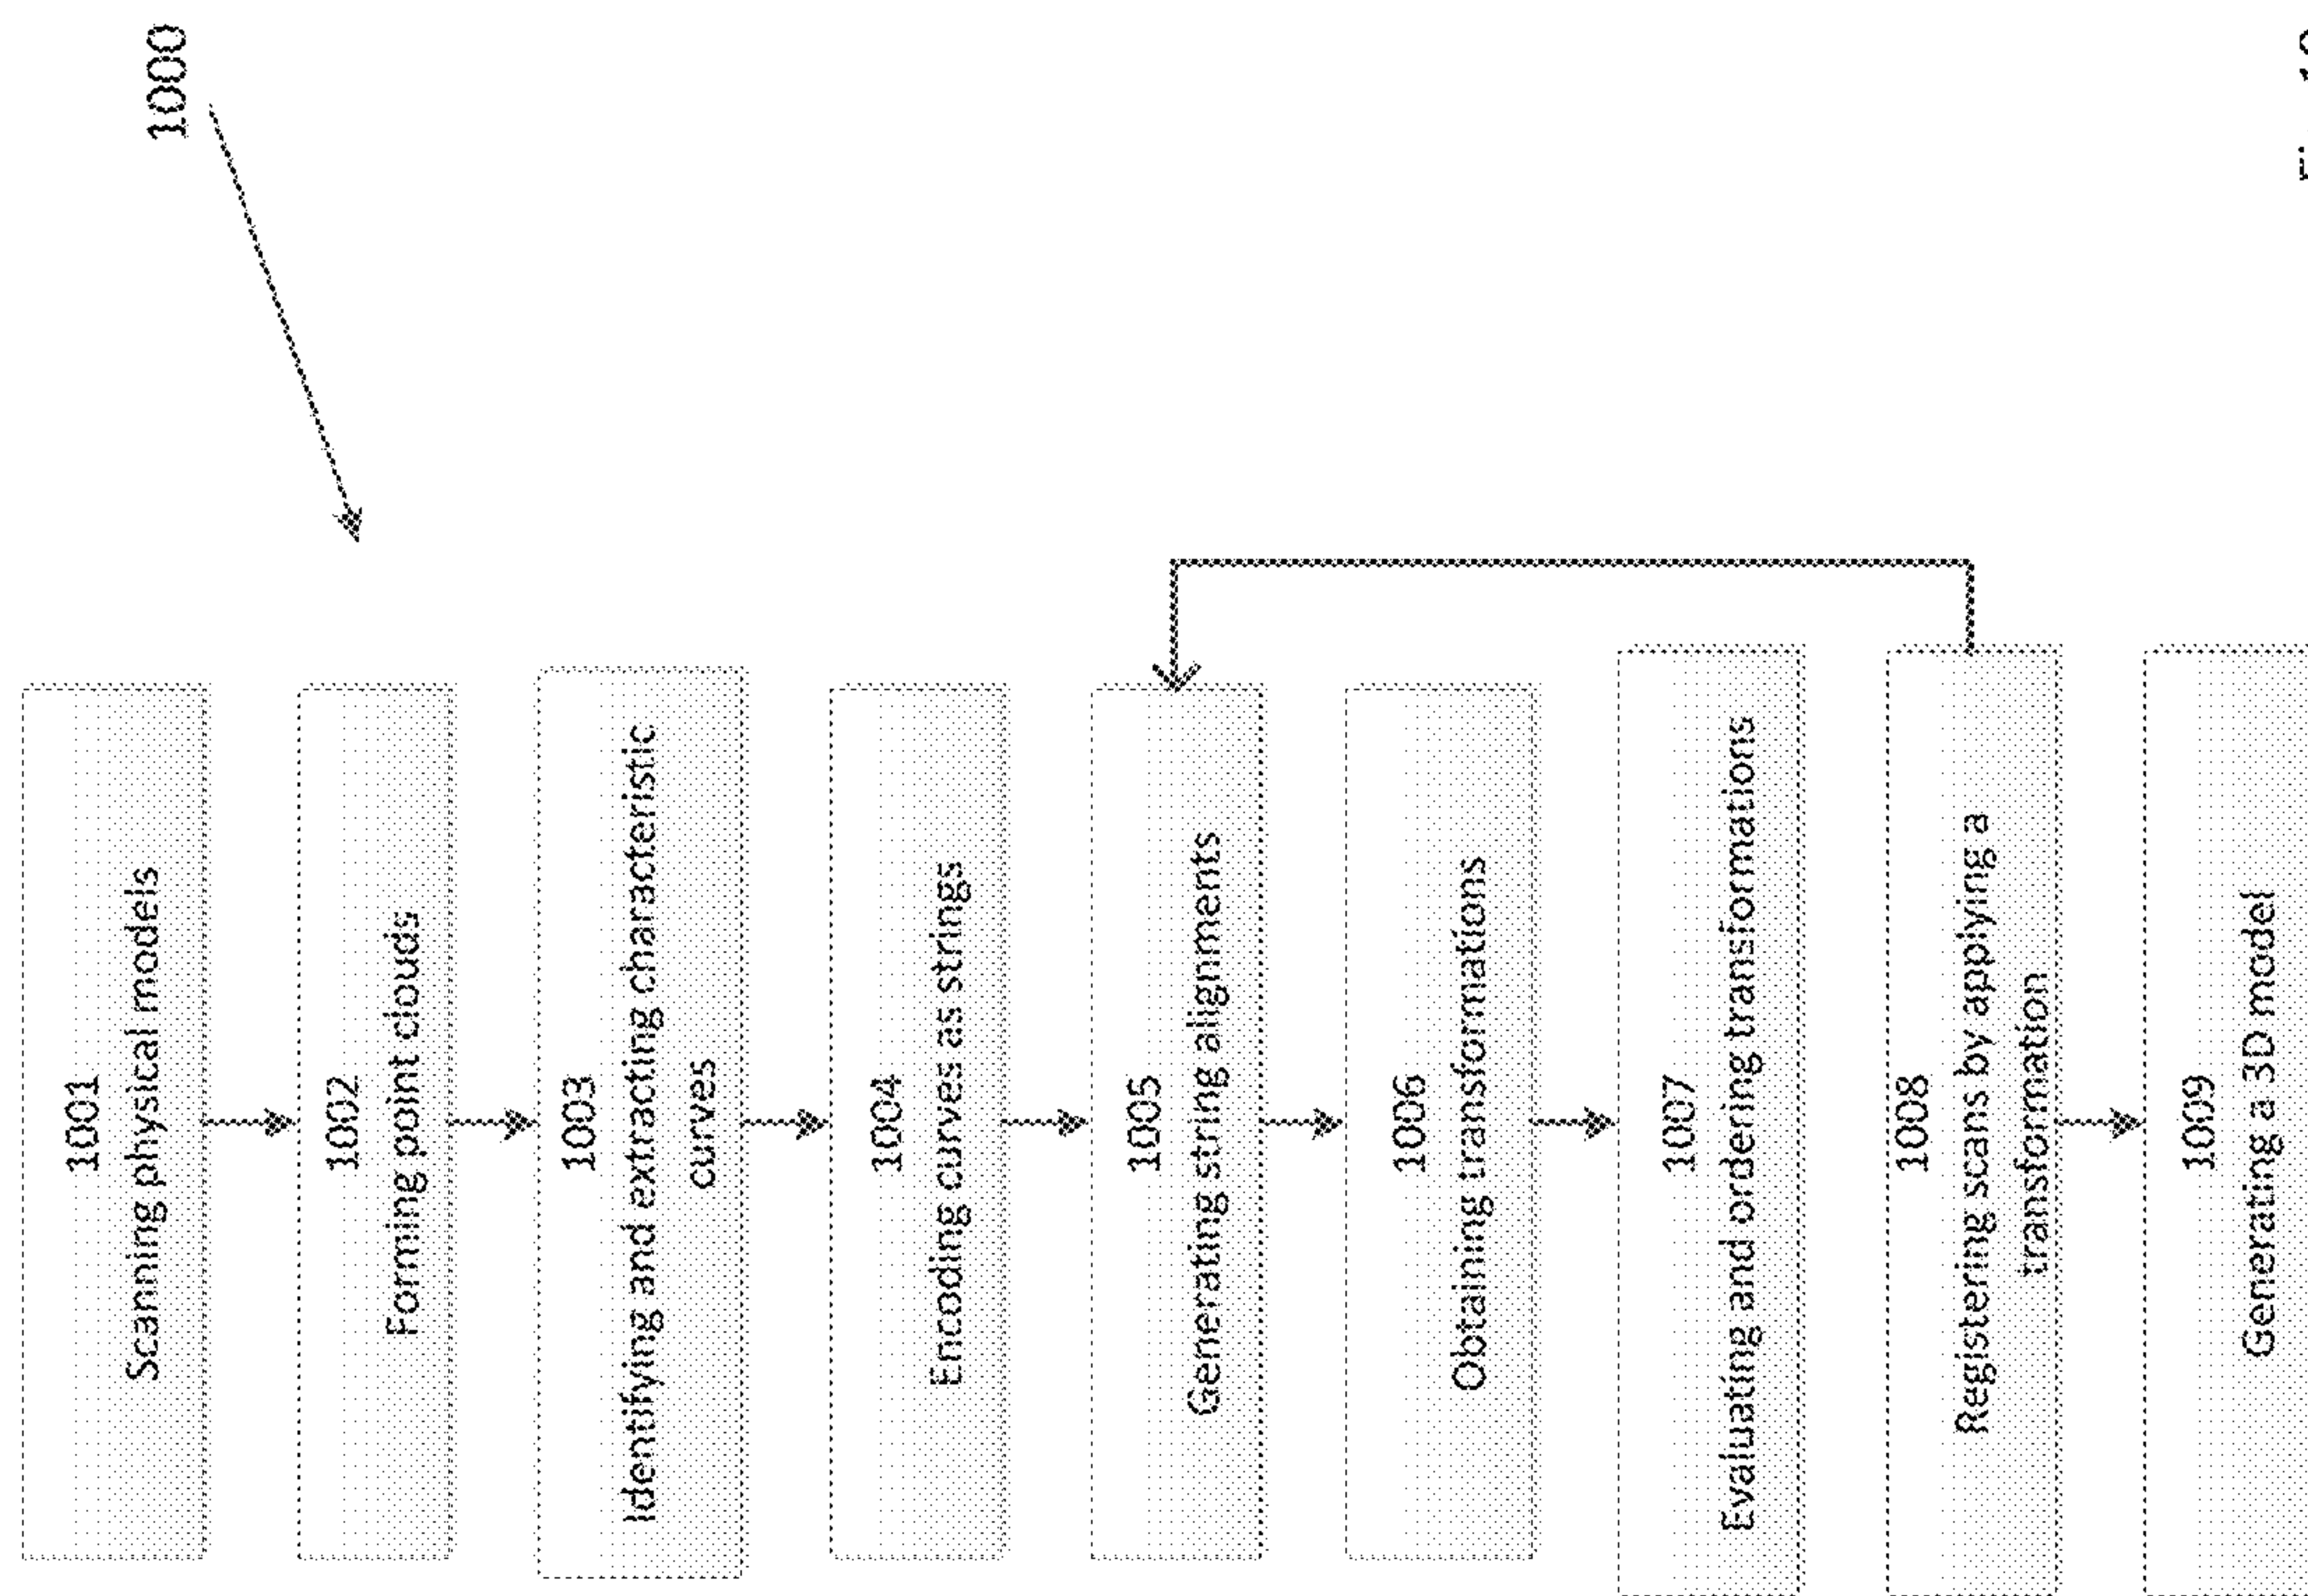 1000
1001
Scanning physical models
1002
Forming point clouds
1003
Identifying and extracting characteristic
curves
1004
Encoding curves as strings
1005
Generating string alignments
1006
Obtaining transformations
1007
Evaluating and ordering transformations
1008
Registering scans by applying a
transformation
1009
Generating a 3D model